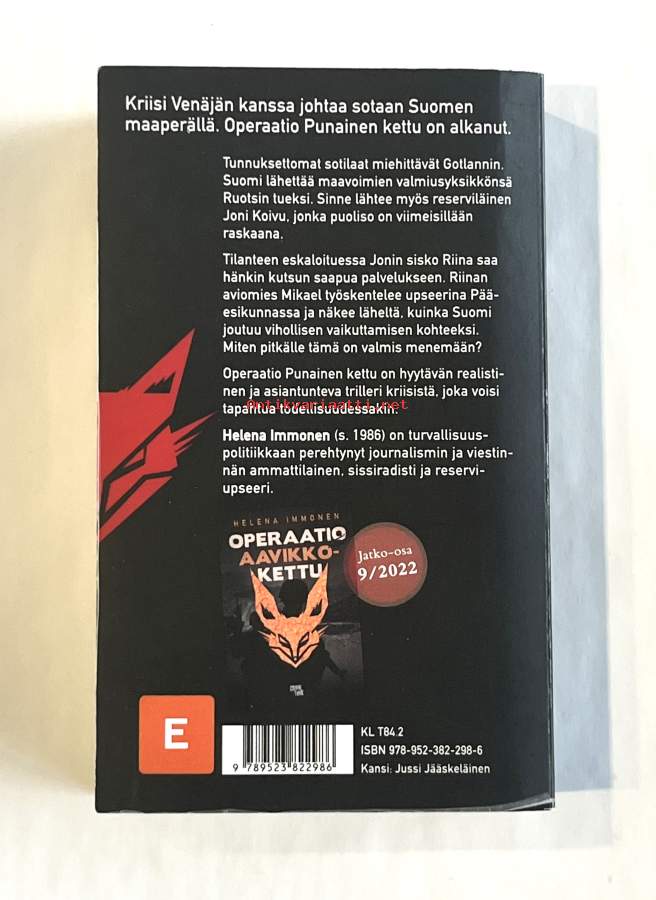 Kriisi Venäjän kanssa johtaa sotaan Suomen
maaperällä. Operaatio Punainen kettu on alkanut.
Tunnuksettomat sotilaat miehittävät Gotlannin.
Suomi lähettää maavoimien valmiusyksikkönsä
Ruotsin tueksi. Sinne lähtee myös reserviläinen
Joni Koivu, jonka puoliso on viimeisillään
raskaana.
Tilanteen eskaloituessa Jonin sisko Riina saa
hänkin kutsun saapua palvelukseen. Riinan
aviomies Mikael työskentelee upseerina Pää-
esikunnassa ja näkee läheltä, kuinka Suomi
joutuu vihollisen vaikuttamisen kohteeksi.
Miten pitkälle tämä on valmis menemään?
Operaatio Punainen kettu on hyytävän realisti-
nen ja asiantunteva trilleri kriisistä, joka voisi
tapahtua todellisuudessakin.
Antikvariaatti.net
Helena Immonen (s. 1986) on turvallisuus-
politiikkaan perehtynyt journalismin ja viestin-
nän ammattilainen, sissiradisti ja reservi-
upseeri.
HELENA IMMONEN
OPERAATIO
AAVIKKO-
KETTU
Jatko-osa
9/2022
CRIME TIME
E
KL T84.2
ISBN 978-952-382-298-6
Kansi: Jussi Jääskeläinen
9 789523 822986